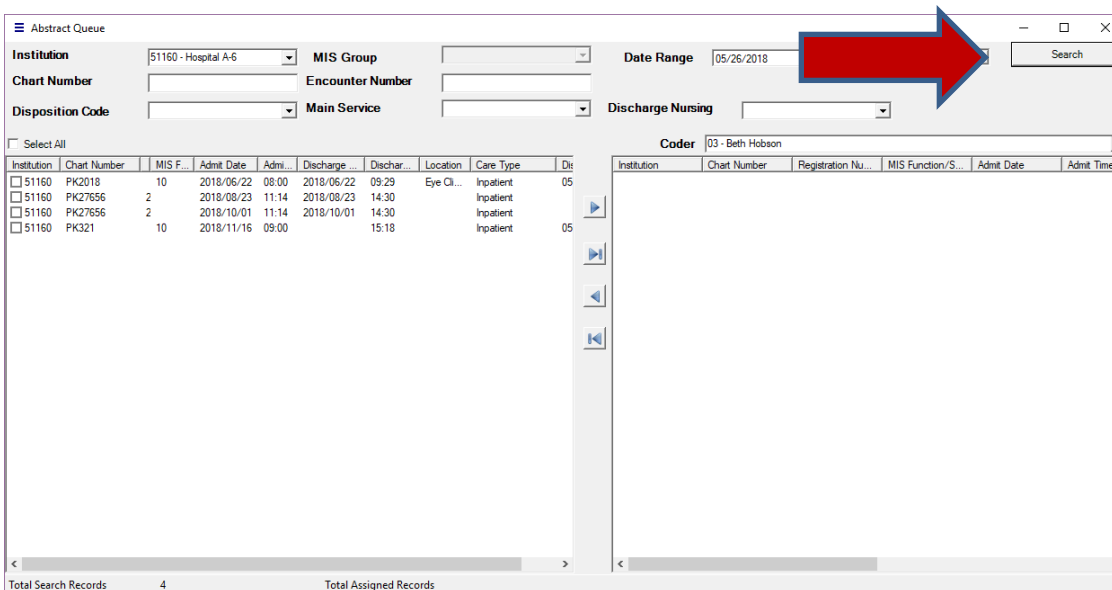 Abstract Queue
Institution 51160 - Hospital A-6 MIS Group Date Range 05/26/2018 Search
Chart Number Encounter Number
Disposition Code Main Service Discharge Nursing
Select All Coder 03 - Beth Hobson
Institution Chart Number MIS F... Admit Date Admi... Discharge ... Dischar... Location Care Type Dis Institution Chart Number Registration Nu... MIS Function/S... Admit Date Admit Time
51160 PK2018 10 2018/06/22 08:00 2018/06/22 09:29 Eye Cli... Inpatient 05
51160 PK27656 2 2018/08/23 11:14 2018/08/23 14:30 Inpatient
51160 PK27656 2 2018/10/01 11:14 2018/10/01 14:30 Inpatient
51160 PK321 10 2018/11/16 09:00 15:18 Inpatient 05
Total Search Records 4 Total Assigned Records